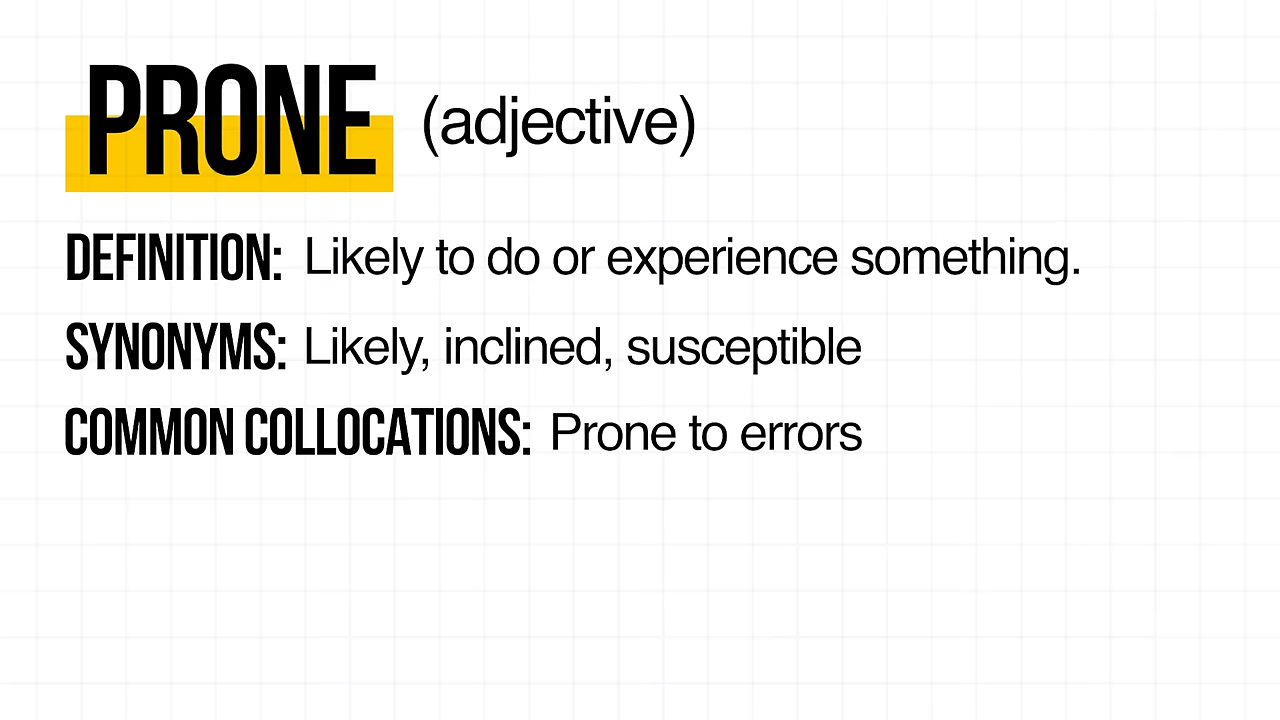 PRONE (adjective)
DEFINITION: Likely to do or experience something.
SYNONYMS: Likely, inclined, susceptible
COMMON COLLOCATIONS: Prone to errors